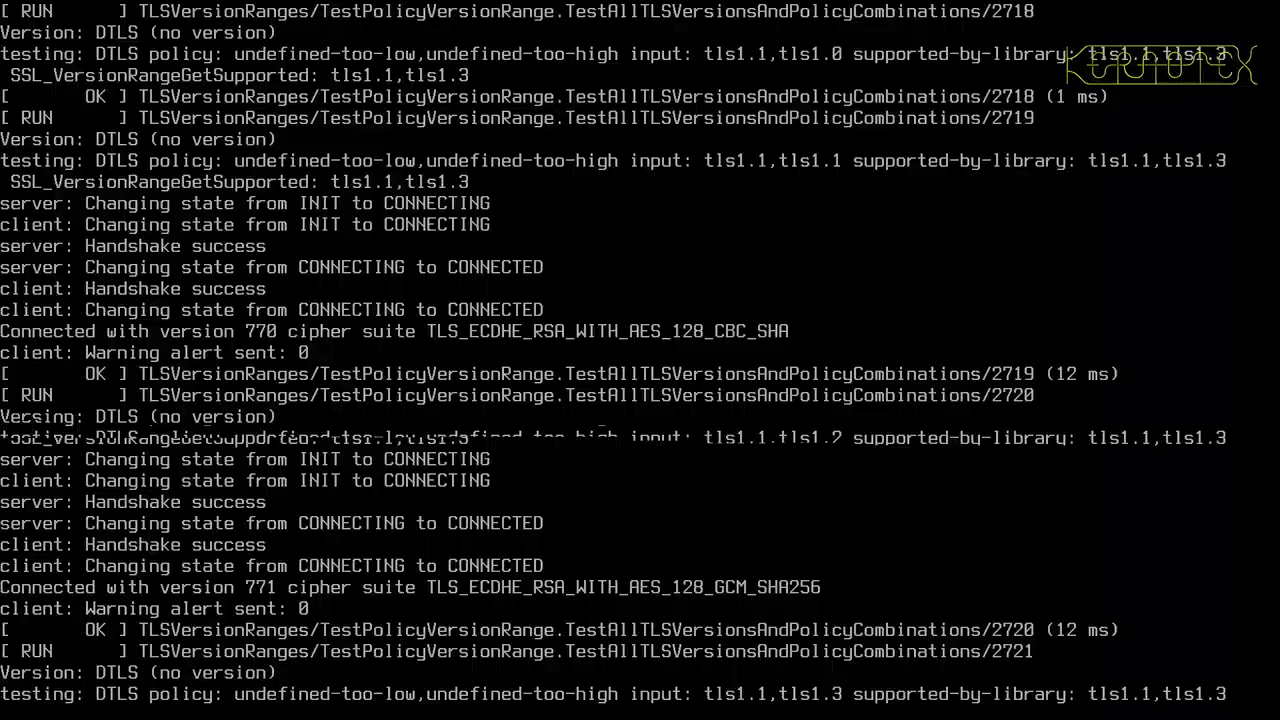 [ RUN      ] TLSVersionRanges/TestPolicyVersionRange.TestAllTLSVersionsAndPolicyCombinations/2718
Version: DTLS (no version)
testing: DTLS policy: undefined-too-low,undefined-too-high input: tls1.1,tls1.0 supported-by-library: tls1.1,tls1.3
 SSL_VersionRangeGetSupported: tls1.1,tls1.3
[       OK ] TLSVersionRanges/TestPolicyVersionRange.TestAllTLSVersionsAndPolicyCombinations/2718 (1 ms)
[ RUN      ] TLSVersionRanges/TestPolicyVersionRange.TestAllTLSVersionsAndPolicyCombinations/2719
Version: DTLS (no version)
testing: DTLS policy: undefined-too-low,undefined-too-high input: tls1.1,tls1.1 supported-by-library: tls1.1,tls1.3
 SSL_VersionRangeGetSupported: tls1.1,tls1.3
server: Changing state from INIT to CONNECTING
client: Changing state from INIT to CONNECTING
server: Handshake success
server: Changing state from CONNECTING to CONNECTED
client: Handshake success
client: Changing state from CONNECTING to CONNECTED
Connected with version 770 cipher suite TLS_ECDHE_RSA_WITH_AES_128_CBC_SHA
client: Warning alert sent: 0
[       OK ] TLSVersionRanges/TestPolicyVersionRange.TestAllTLSVersionsAndPolicyCombinations/2719 (12 ms)
[ RUN      ] TLSVersionRanges/TestPolicyVersionRange.TestAllTLSVersionsAndPolicyCombinations/2720
DTLS (no version)
input: tls1.1,tls1.2 supported-by-library: tls1.1,tls1.3
server: Changing state from INIT to CONNECTING
client: Changing state from INIT to CONNECTING
server: Handshake success
server: Changing state from CONNECTING to CONNECTED
client: Handshake success
client: Changing state from CONNECTING to CONNECTED
Connected with version 771 cipher suite TLS_ECDHE_RSA_WITH_AES_128_GCM_SHA256
client: Warning alert sent: 0
[       OK ] TLSVersionRanges/TestPolicyVersionRange.TestAllTLSVersionsAndPolicyCombinations/2720 (12 ms)
[ RUN      ] TLSVersionRanges/TestPolicyVersionRange.TestAllTLSVersionsAndPolicyCombinations/2721
Version: DTLS (no version)
testing: DTLS policy: undefined-too-low,undefined-too-high input: tls1.1,tls1.3 supported-by-library: tls1.1,tls1.3